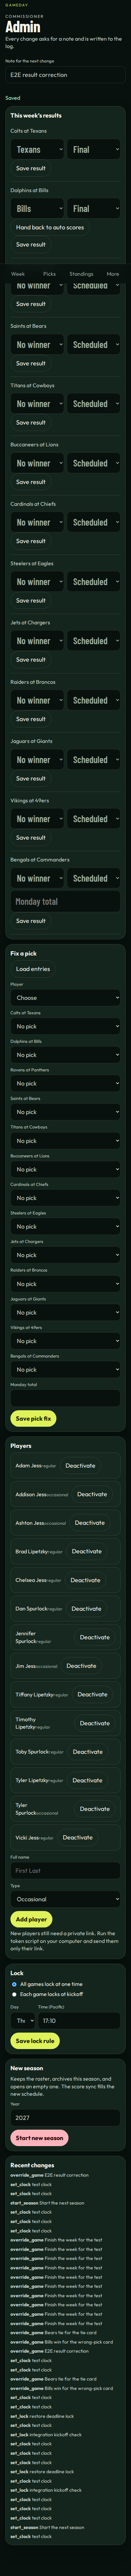 GAMEDAY
COMMISSIONER
Admin
Every change asks for a note and is written to the log.
Note for the next change
E2E result correction
Saved
This week's results
Colts at Texans
Texans Final
Save result
Dolphins at Bills
Bills Final
Hand back to auto scores
Save result
Week Picks Standings More
No winner Scheduled
Save result
Saints at Bears
No winner Scheduled
Save result
Titans at Cowboys
No winner Scheduled
Save result
Buccaneers at Lions
No winner Scheduled
Save result
Cardinals at Chiefs
No winner Scheduled
Save result
Steelers at Eagles
No winner Scheduled
Save result
Jets at Chargers
No winner Scheduled
Save result
Raiders at Broncos
No winner Scheduled
Save result
Jaguars at Giants
No winner Scheduled
Save result
Vikings at 49ers
No winner Scheduled
Save result
Bengals at Commanders
No winner Scheduled
Monday total
Save result
Fix a pick
Load entries
Player
Choose
Colts at Texans
No pick
Dolphins at Bills
No pick
Ravens at Panthers
No pick
Saints at Bears
No pick
Titans at Cowboys
No pick
Buccaneers at Lions
No pick
Cardinals at Chiefs
No pick
Steelers at Eagles
No pick
Jets at Chargers
No pick
Raiders at Broncos
No pick
Jaguars at Giants
No pick
Vikings at 49ers
No pick
Bengals at Commanders
No pick
Monday total
Save pick fix
Players
Adam Jess regular Deactivate
Addison Jess occasional Deactivate
Ashton Jess occasional Deactivate
Brad Lipetzky regular Deactivate
Chelsea Jess regular Deactivate
Dan Spurlock regular Deactivate
Jennifer
Spurlock regular Deactivate
Jim Jess occasional Deactivate
Tiffany Lipetzky regular Deactivate
Timothy
Lipetzky regular Deactivate
Toby Spurlock regular Deactivate
Tyler Lipetzky regular Deactivate
Tyler
Spurlock occasional Deactivate
Vicki Jess regular Deactivate
Full name
First Last
Type
Occasional
Add player
New players still need a private link. Run the links script on your computer and send them only their link.
Lock
All games lock at one time
Each game locks at kickoff
Day Time (Pacific)
Thu 17:10
Save lock rule
New season
Keeps the roster, archives this season, and opens an empty one. The score sync fills the new schedule.
Year
2027
Start new season
Recent changes
override_game E2E result correction
set_clock test clock
set_clock test clock
start_season Start the next season
set_clock test clock
set_clock test clock
set_clock test clock
override_game Finish the week for the test
override_game Finish the week for the test
override_game Finish the week for the test
override_game Finish the week for the test
override_game Finish the week for the test
override_game Finish the week for the test
override_game Finish the week for the test
override_game Finish the week for the test
override_game Finish the week for the test
override_game Finish the week for the test
override_game Bears tie for the tie card
override_game Bills win for the wrong-pick card
override_game E2E result correction
set_clock test clock
set_clock test clock
override_game Bears tie for the tie card
override_game Bills win for the wrong-pick card
set_clock test clock
set_clock test clock
set_lock restore deadline lock
set_clock test clock
set_lock integration kickoff check
set_clock test clock
set_clock test clock
set_clock test clock
set_lock restore deadline lock
set_clock test clock
set_lock integration kickoff check
set_clock test clock
set_clock test clock
set_clock test clock
start_season Start the next season
set_clock test clock